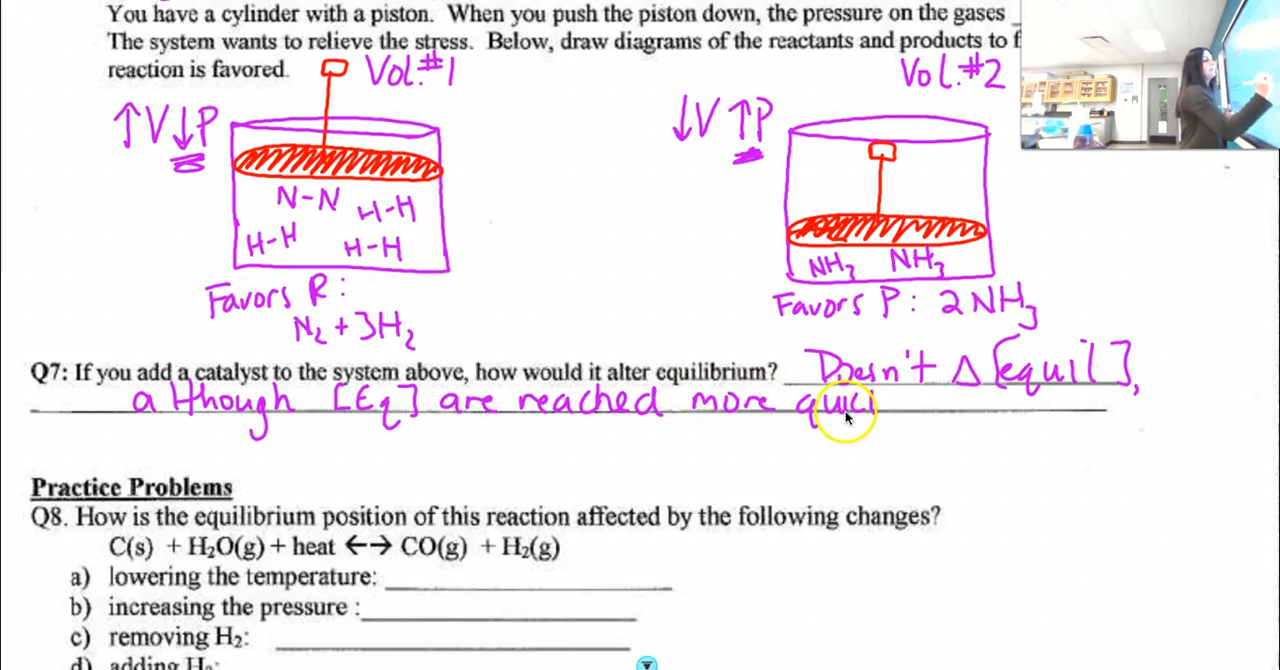 You have a cylinder with a piston. When you push the piston down, the pressure on the gases
The system wants to relieve the stress. Below, draw diagrams of the reactants and products to f
reaction is favored.
Vol. #1
Vol. #2
↑V ↓P
↓V ↑P
N-N H-H
H-H H-H
NH3 NH3
Favors R:
N2 + 3H2
Favors P: 2NH3
Q7: If you add a catalyst to the system above, how would it alter equilibrium? Doesn't Δ [equil],
although [Eq] are reached more quic
Practice Problems
Q8. How is the equilibrium position of this reaction affected by the following changes?
C(s) + H₂O(g) + heat ←→ CO(g) + H₂(g)
a) lowering the temperature:
b) increasing the pressure :
c) removing H₂:
d) adding H₂: